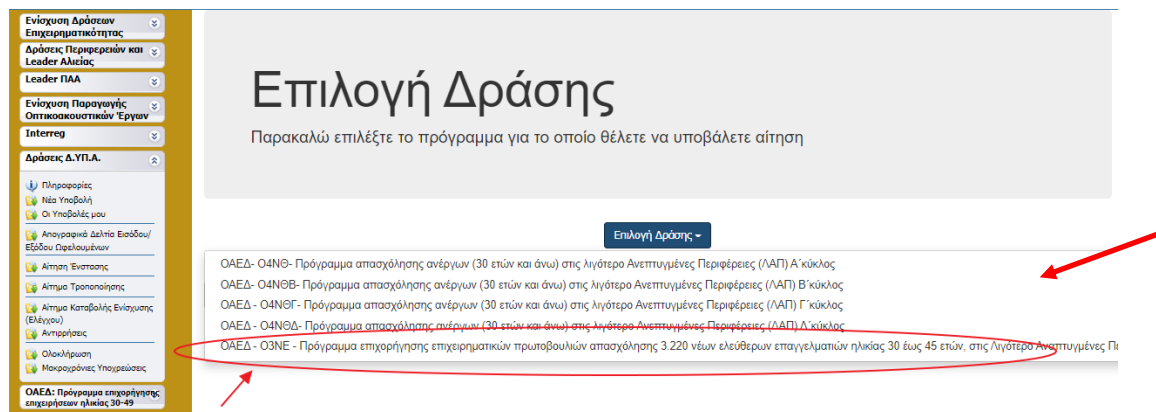 Ενίσχυση Δράσεων
Επιχειρηματικότητας
Δράσεις Περιφερειών και
Leader Αλιείας
Leader ΠΑΑ
Ενίσχυση Παραγωγής
Οπτικοακουστικών Έργων
Interreg
Δράσεις Δ.ΥΠ.Α.
Πληροφορίες
Νέα Υποβολή
Οι Υποβολές μου
Απογραφικά Δελτία Εισόδου/
Εξόδου Ωφελουμένων
Αίτηση Ένστασης
Αίτημα Τροποποίησης
Αίτημα Καταβολής Ενίσχυσης
(Ελέγχου)
Αντιρρήσεις
Ολοκλήρωση
Μακροχρόνιες Υποχρεώσεις
ΟΑΕΔ: Πρόγραμμα επιχορήγησης
επιχειρήσεων ηλικίας 30-49
Επιλογή Δράσης
Παρακαλώ επιλέξτε το πρόγραμμα για το οποίο θέλετε να υποβάλετε αίτηση
Επιλογή Δράσης
ΟΑΕΔ- Ο4ΝΘ- Πρόγραμμα απασχόλησης ανέργων (30 ετών και άνω) στις λιγότερο Ανεπτυγμένες Περιφέρειες (ΛΑΠ) Α΄κύκλος
ΟΑΕΔ- Ο4ΝΘΒ- Πρόγραμμα απασχόλησης ανέργων (30 ετών και άνω) στις λιγότερο Ανεπτυγμένες Περιφέρειες (ΛΑΠ) Β΄κύκλος
ΟΑΕΔ- Ο4ΝΘΓ- Πρόγραμμα απασχόλησης ανέργων (30 ετών και άνω) στις λιγότερο Ανεπτυγμένες Περιφέρειες (ΛΑΠ) Γ΄κύκλος
ΟΑΕΔ - Ο4ΝΘΔ- Πρόγραμμα απασχόλησης ανέργων (30 ετών και άνω) στις λιγότερο Ανεπτυγμένες Περιφέρειες (ΛΑΠ) Δ΄κύκλος
ΟΑΕΔ - Ο3ΝΕ - Πρόγραμμα επιχορήγησης επιχειρηματικών πρωτοβουλιών απασχόλησης 3.220 νέων ελεύθερων επαγγελματιών ηλικίας 30 έως 45 ετών, στις Λιγότερο Ανεπτυγμένες